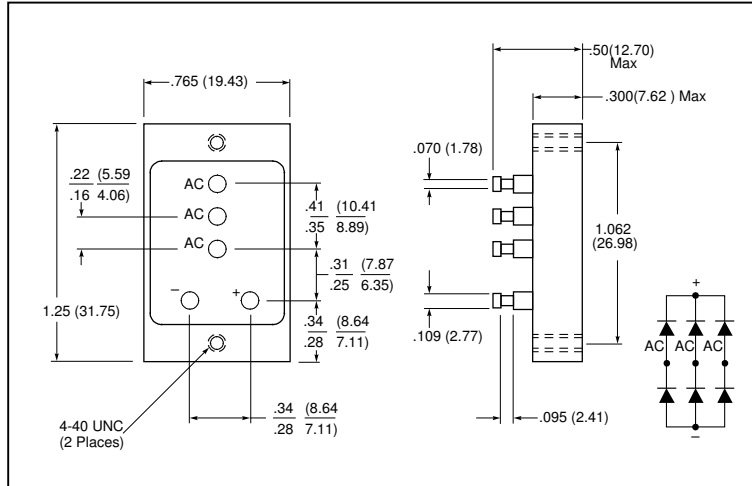 .765 (19.43)
.50(12.70)
Max
.300(7.62 ) Max
.070 (1.78)
.22 (5.59
.16 4.06)
AC
AC
AC
.41 (10.41
.35 8.89)
.31 (7.87
.25 6.35)
1.062
(26.98)
1.25 (31.75)
– +
.34 (8.64
.28 7.11)
.109 (2.77)
4-40 UNC
(2 Places)
.34 (8.64
.28 7.11)
.095 (2.41)
+
AC AC AC
–